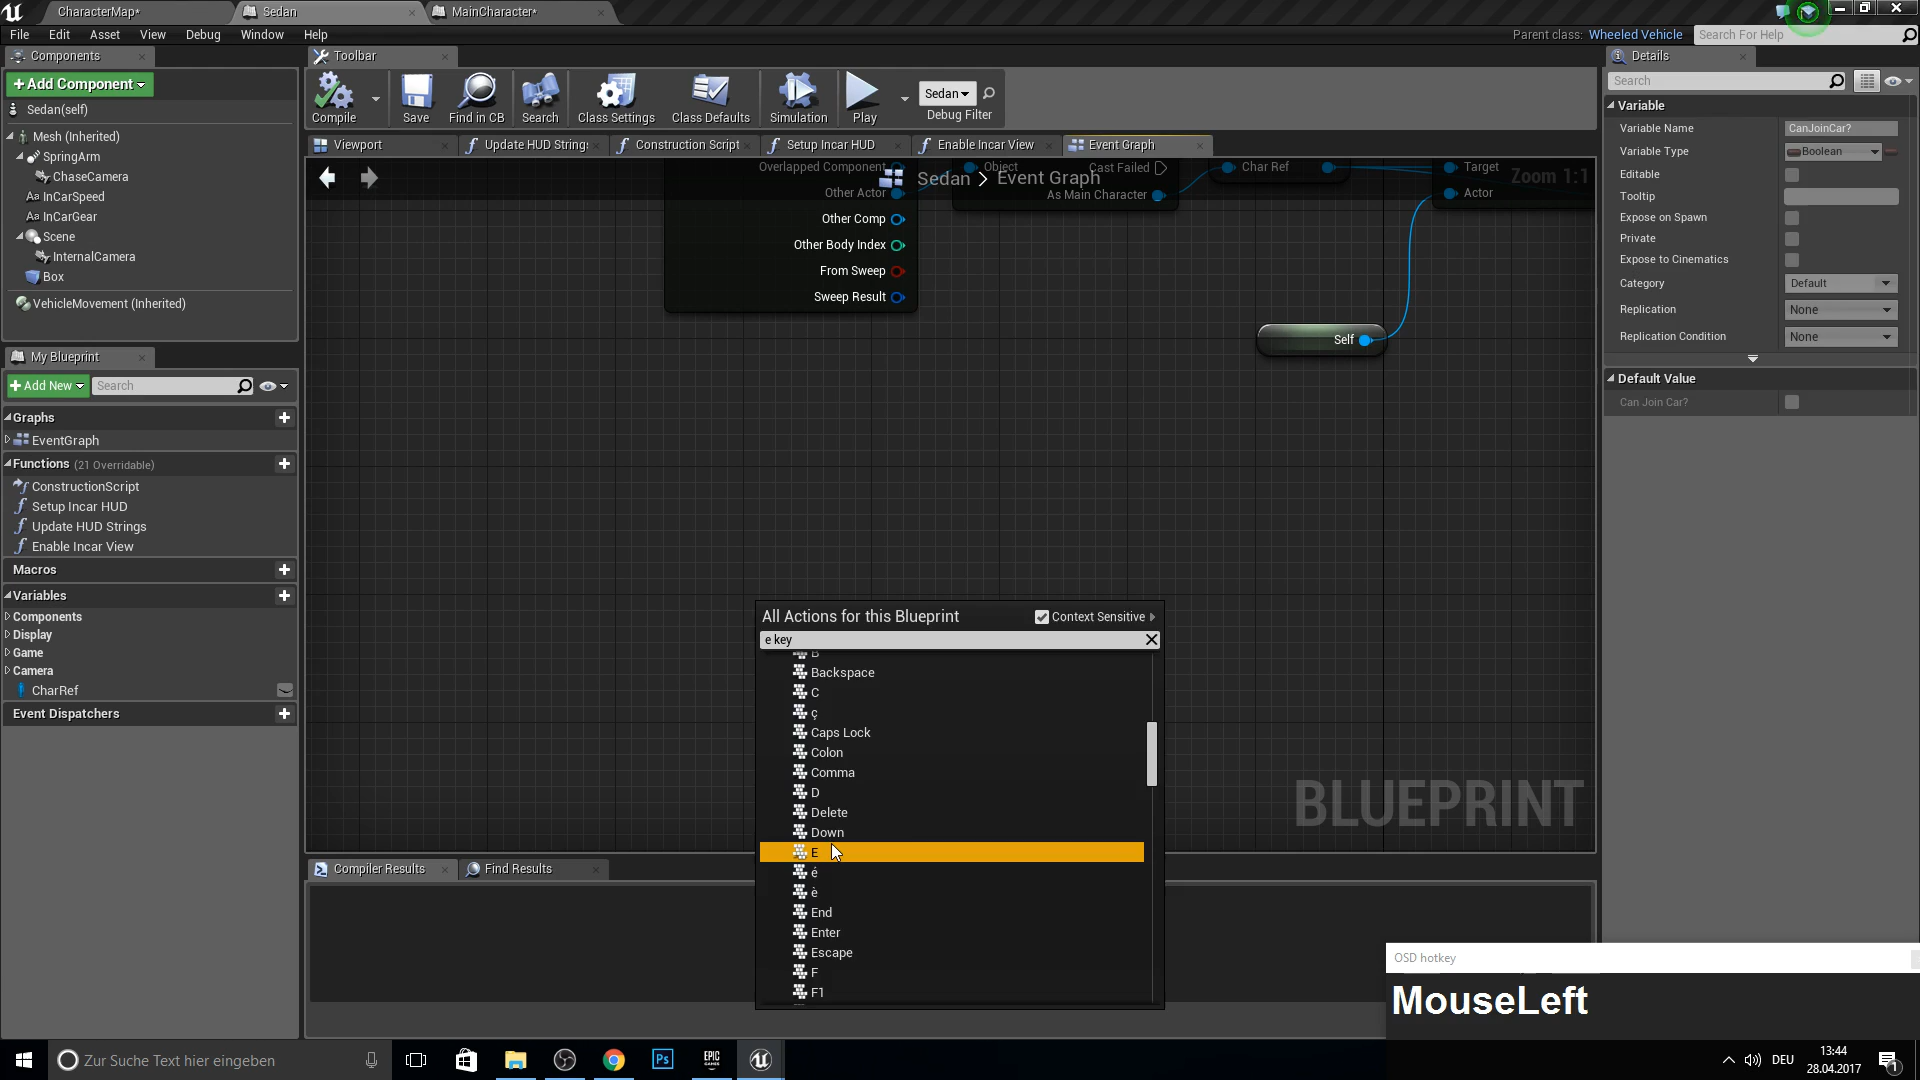 CharacterMap*
Sedan
MainCharacter*
File Edit Asset View Debug Window Help
Parent class: Wheeled Vehicle
Search For Help
Components
+Add Component
Sedan(self)
Mesh (Inherited)
SpringArm
ChaseCamera
Aa InCarSpeed
Aa InCarGear
Scene
InternalCamera
Box
VehicleMovement (Inherited)
My Blueprint
+Add New
Search
Graphs
EventGraph
Functions (21 Overridable)
ConstructionScript
Setup Incar HUD
Update HUD Strings
Enable Incar View
Macros
Variables
Components
Display
Game
Camera
CharRef
Event Dispatchers
Toolbar
Compile
Save
Find in CB
Search
Class Settings
Class Defaults
Simulation
Play
Sedan
Debug Filter
Viewport
Update HUD Strings
Construction Script
Setup Incar HUD
Enable Incar View
Event Graph
Sedan > Event Graph
Zoom 1:1
Overlapped Component
Other Actor
Other Comp
Other Body Index
From Sweep
Sweep Result
Object
Cast Failed
As Main Character
Char Ref
Target
Actor
Self
All Actions for this Blueprint
Context Sensitive
e key
B
Backspace
C
ç
Caps Lock
Colon
Comma
D
Delete
Down
E
é
è
End
Enter
Escape
F
F1
BLUEPRINT
Compiler Results
Find Results
Details
Search
Variable
Variable Name CanJoinCar?
Variable Type Boolean
Editable
Tooltip
Expose on Spawn
Private
Expose to Cinematics
Category Default
Replication None
Replication Condition None
Default Value
Can Join Car?
OSD hotkey
MouseLeft
Zur Suche Text hier eingeben
Ps
EPIC GAMES
DEU
13:44
28.04.2017
1